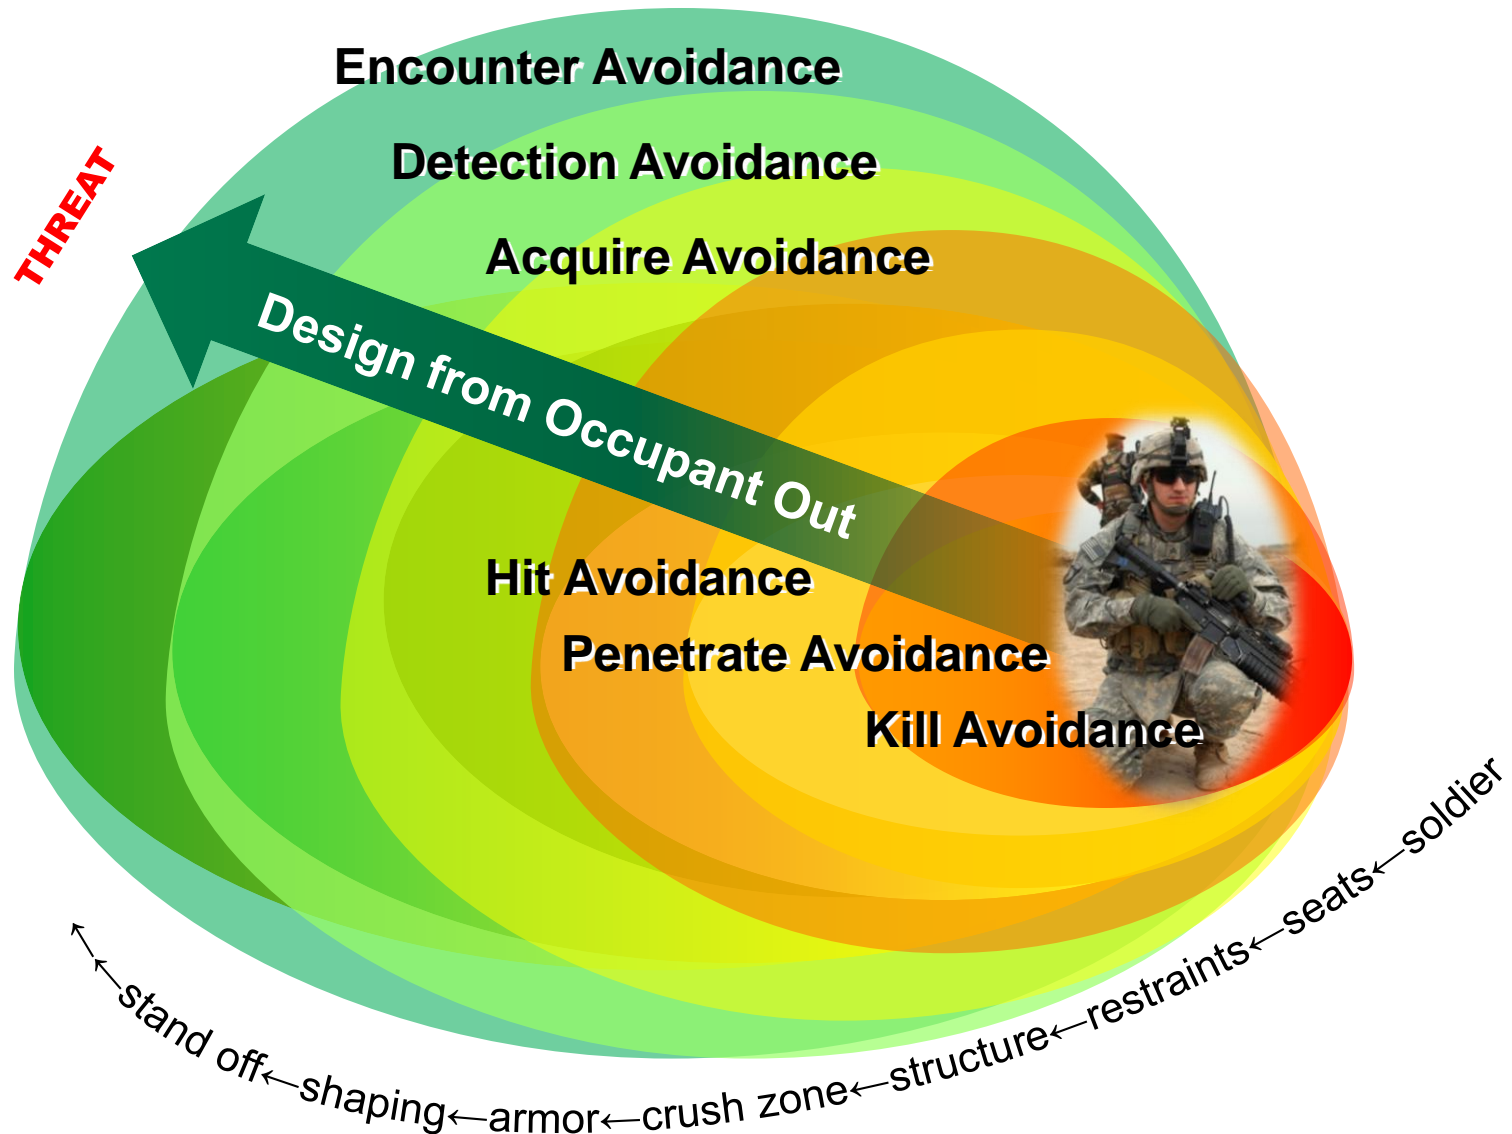 Encounter Avoidance
Detection Avoidance
THREAT
Acquire Avoidance
Design from Occupant Out
Hit Avoidance
Penetrate Avoidance
Kill Avoidance
←←stand off←shaping←armor←crush zone←structure←restraints←seats←soldier